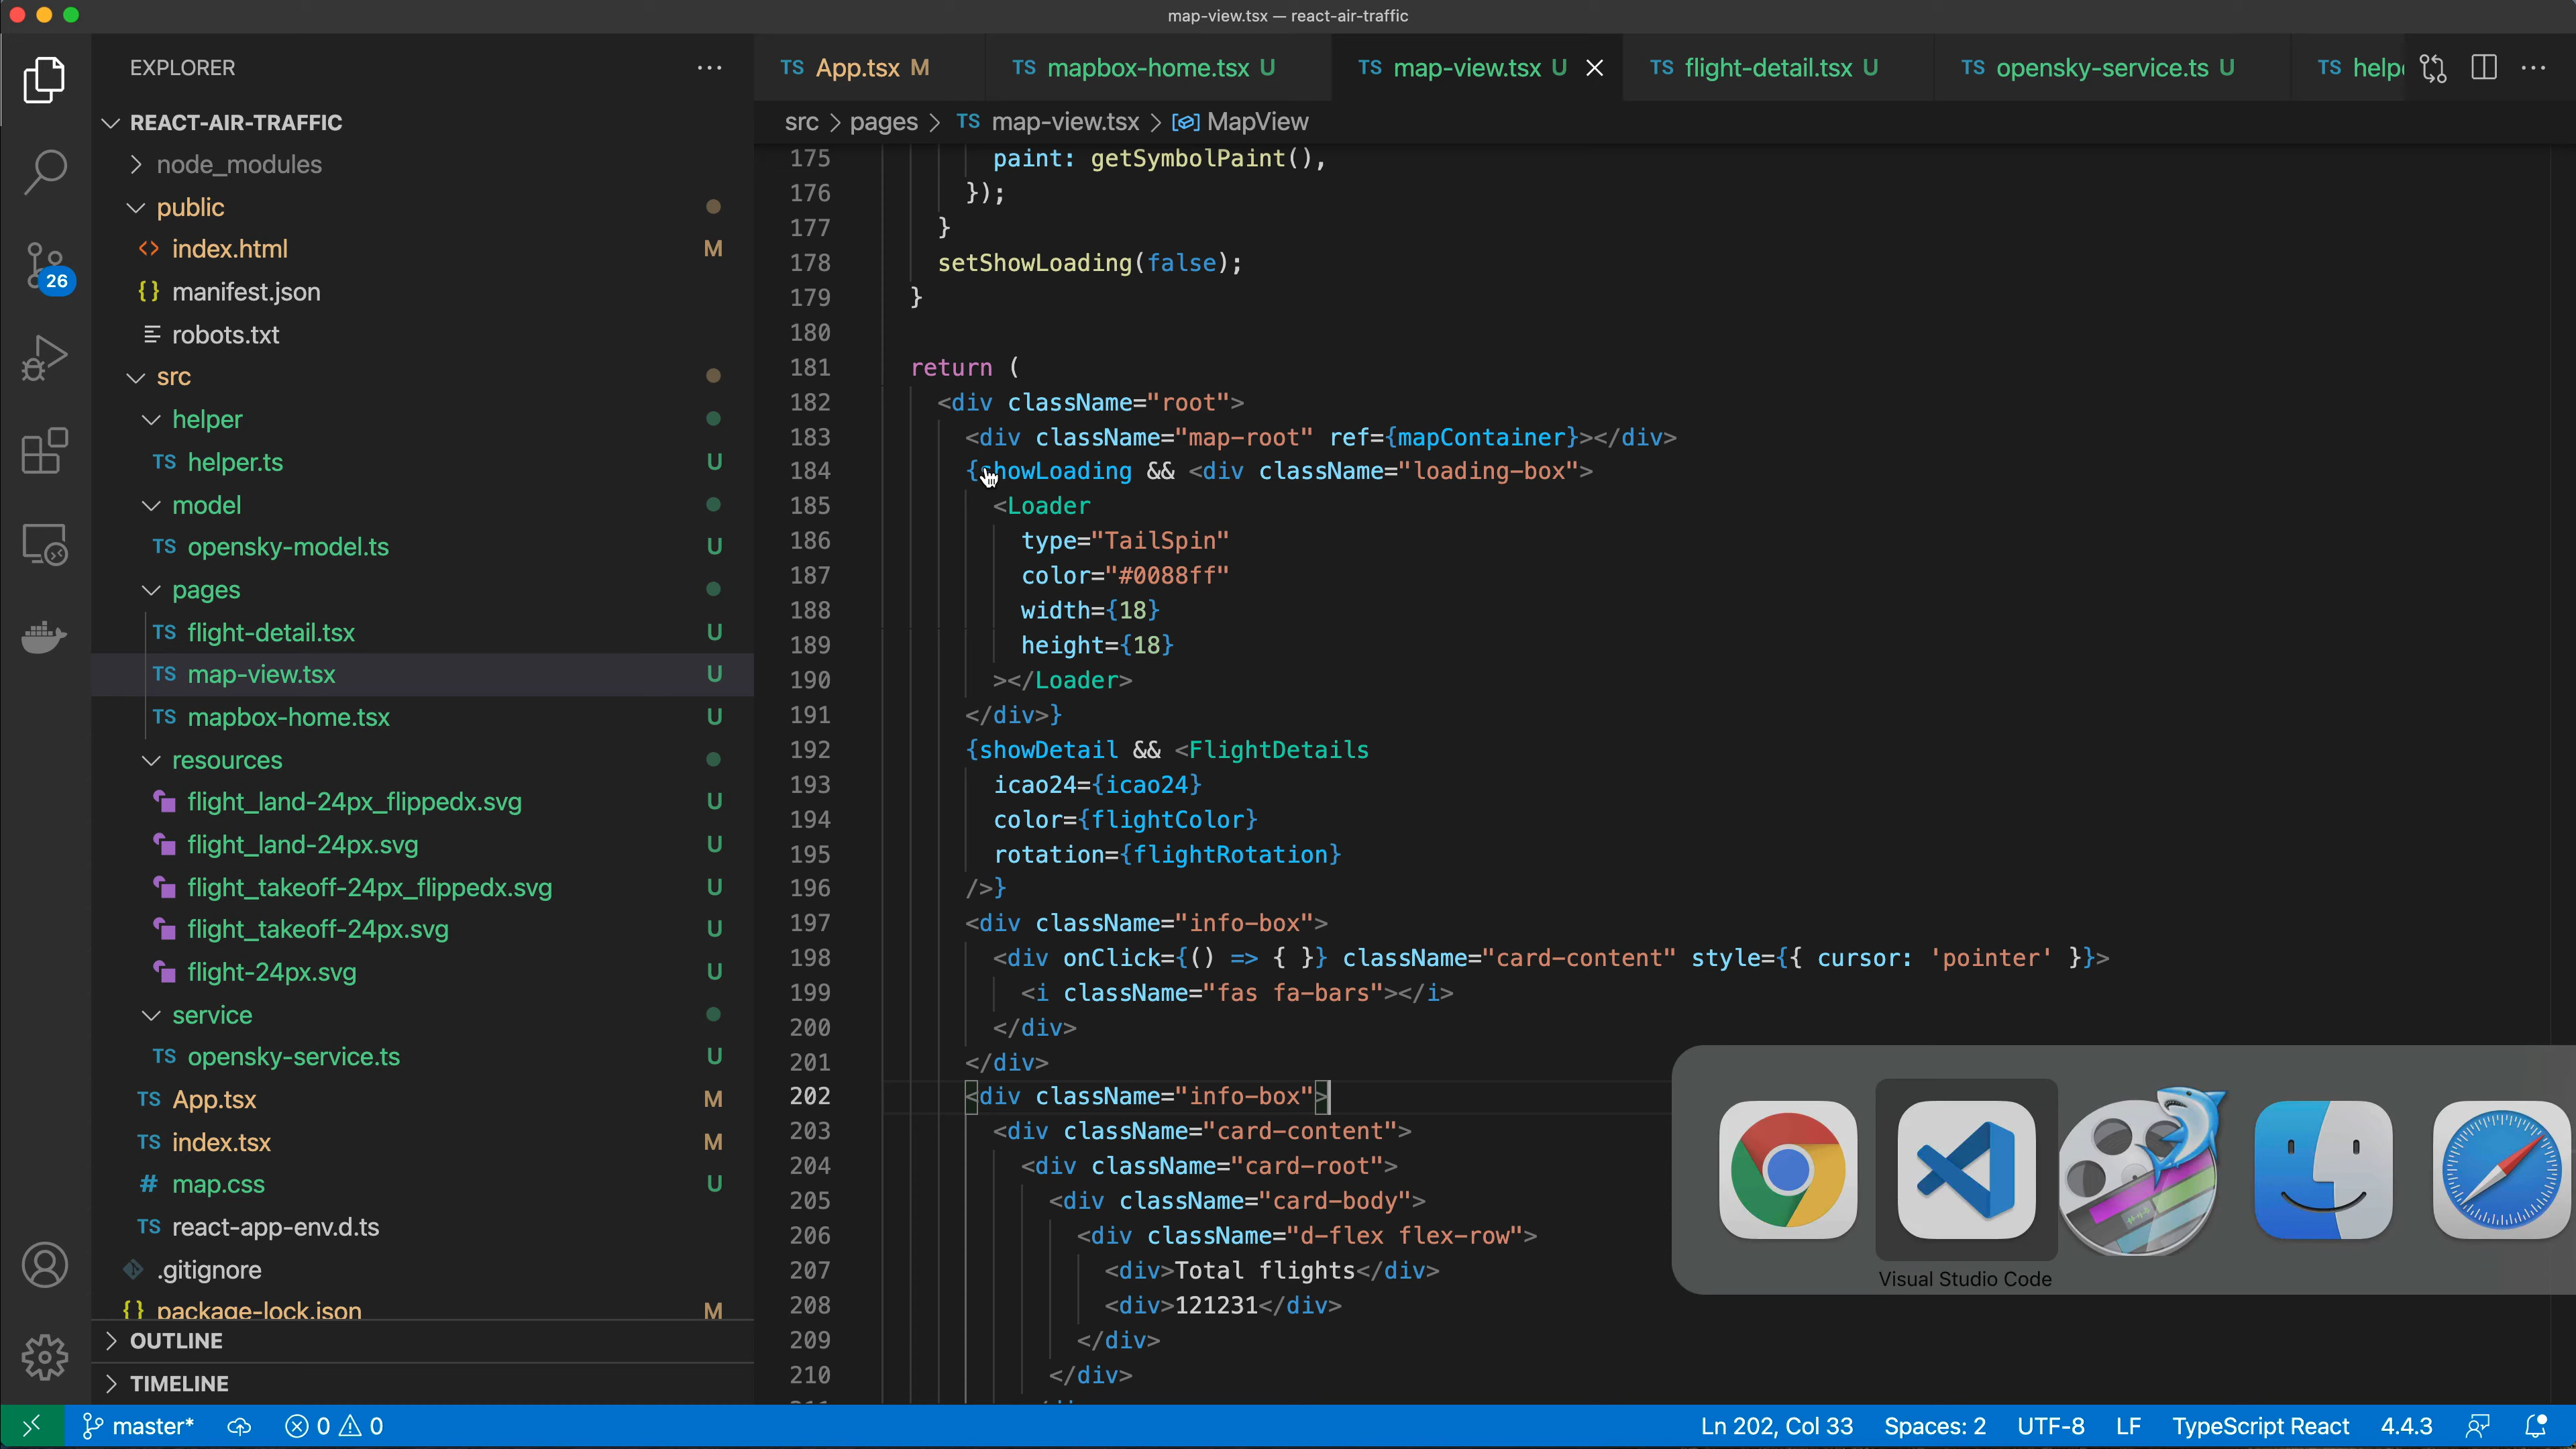 map-view.tsx — react-air-traffic
EXPLORER
TS App.tsx M
TS mapbox-home.tsx U
TS map-view.tsx U
TS flight-detail.tsx U
TS opensky-service.ts U
TS help
src > pages > TS map-view.tsx > MapView
REACT-AIR-TRAFFIC
node_modules
public
<> index.html M
{} manifest.json
robots.txt
src
helper
TS helper.ts U
model
TS opensky-model.ts U
pages
TS flight-detail.tsx U
TS map-view.tsx U
TS mapbox-home.tsx U
resources
flight_land-24px_flippedx.svg U
flight_land-24px.svg U
flight_takeoff-24px_flippedx.svg U
flight_takeoff-24px.svg U
flight-24px.svg U
service
TS opensky-service.ts U
TS App.tsx M
TS index.tsx M
# map.css U
TS react-app-env.d.ts
.gitignore
{} package-lock.json M
OUTLINE
TIMELINE
26
175 paint: getSymbolPaint(),
176 });
177 }
178 setShowLoading(false);
179 }
180
181 return (
182 <div className="root">
183 <div className="map-root" ref={mapContainer}></div>
184 {showLoading && <div className="loading-box">
185 <Loader
186 type="TailSpin"
187 color="#0088ff"
188 width={18}
189 height={18}
190 ></Loader>
191 </div>}
192 {showDetail && <FlightDetails
193 icao24={icao24}
194 color={flightColor}
195 rotation={flightRotation}
196 />}
197 <div className="info-box">
198 <div onClick={() => { }} className="card-content" style={{ cursor: 'pointer' }}>
199 <i className="fas fa-bars"></i>
200 </div>
201 </div>
202 <div className="info-box">
203 <div className="card-content">
204 <div className="card-root">
205 <div className="card-body">
206 <div className="d-flex flex-row">
207 <div>Total flights</div>
208 <div>121231</div>
209 </div>
210 </div>
Visual Studio Code
master*
0 0
Ln 202, Col 33
Spaces: 2
UTF-8
LF
TypeScript React
4.4.3